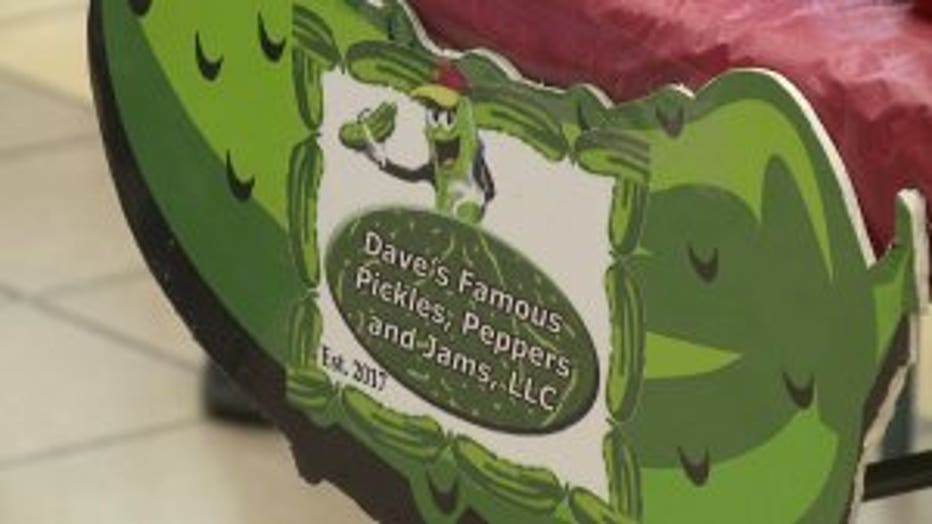 Dave's Famous
Pickles, Peppers
and Jams, LLC
Est. 2017